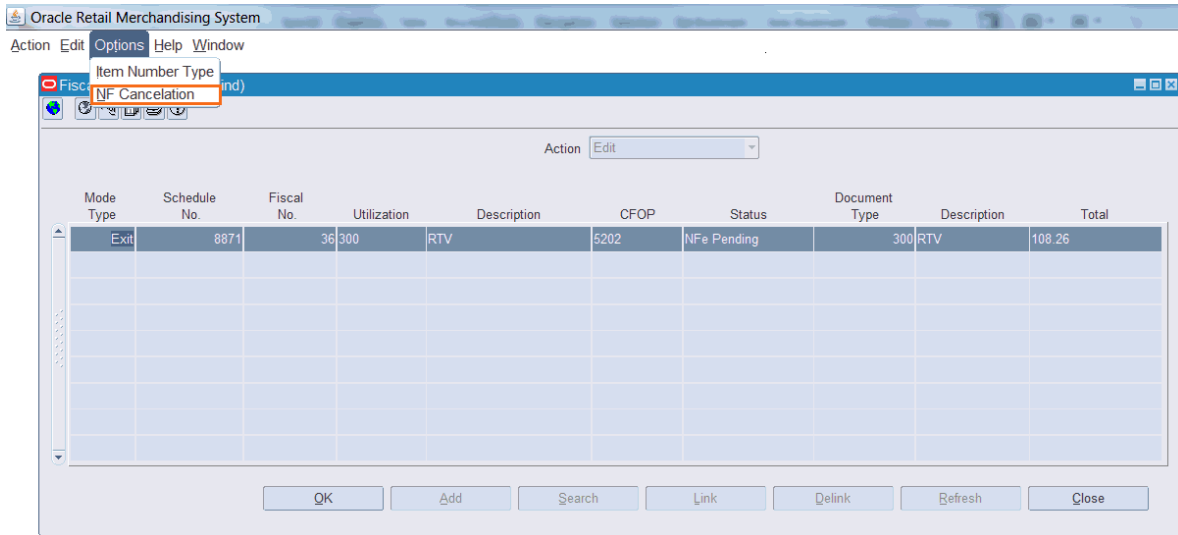 Oracle Retail Merchandising System
Action Edit Options Help Window
Item Number Type
NF Cancelation
Fisc ind)
Action Edit
Mode Type Schedule No. Fiscal No. Utilization Description CFOP Status Document Type Description Total
Exit 8871 36 300 RTV 5202 NFe Pending 300 RTV 108.26
OK Add Search Link Delink Refresh Close